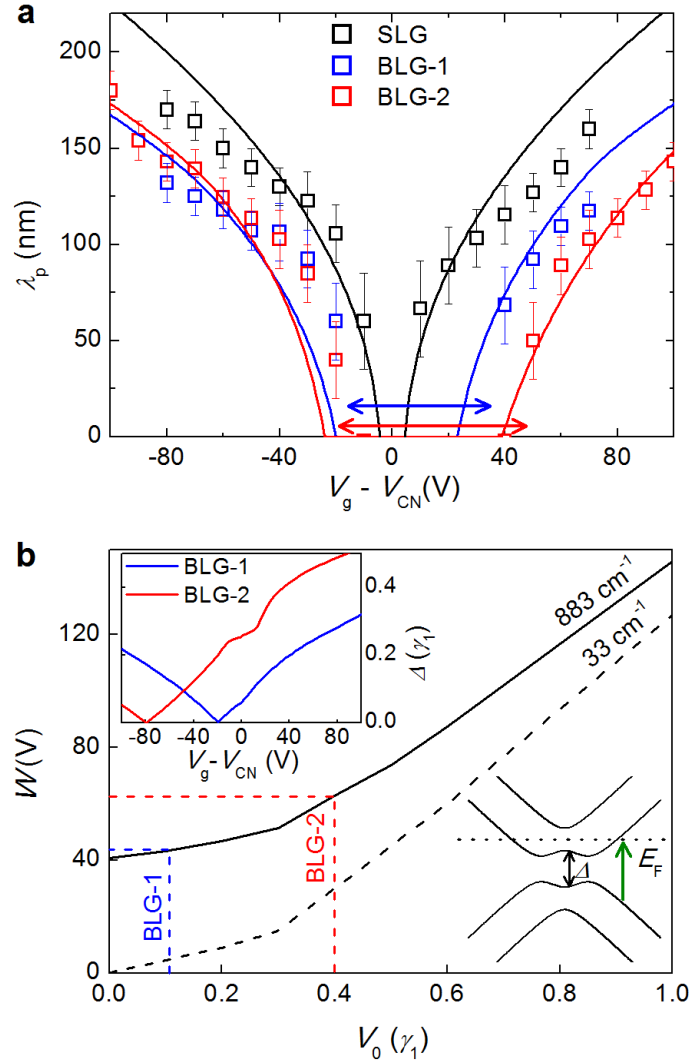 a
SLG
BLG-1
BLG-2
200
150
100
50
0
λp (nm)
-80 -40 0 40 80
Vg - VCN(V)
b
BLG-1
BLG-2
0.4
0.2
0.0
Δ (γ1)
-80 -40 0 40 80
Vg - VCN (V)
883 cm-1
33 cm-1
120
80
40
0
W(V)
BLG-1
BLG-2
Δ
EF
0.0 0.2 0.4 0.6 0.8 1.0
V0 (γ1)